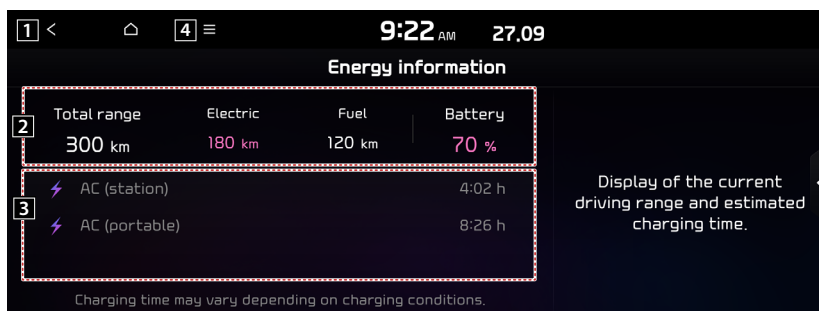 1 < 4 ≡ 9:22 AM 27.09
Energy information
2
Total range Electric Fuel Battery
300 km 180 km 120 km 70 %
3
AC (station) 4:02 h
AC (portable) 8:26 h
Charging time may vary depending on charging conditions.
Display of the current
driving range and estimated
charging time.